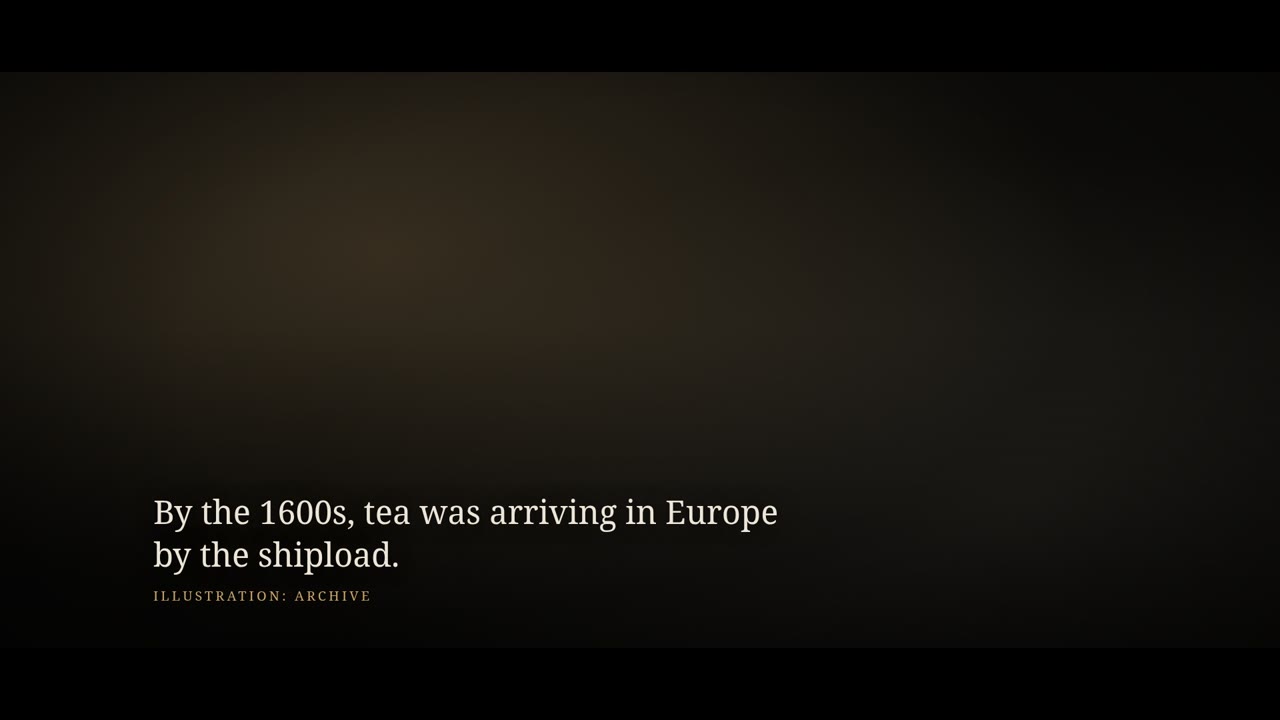 By the 1600s, tea was arriving in Europe
by the shipload.
ILLUSTRATION: ARCHIVE